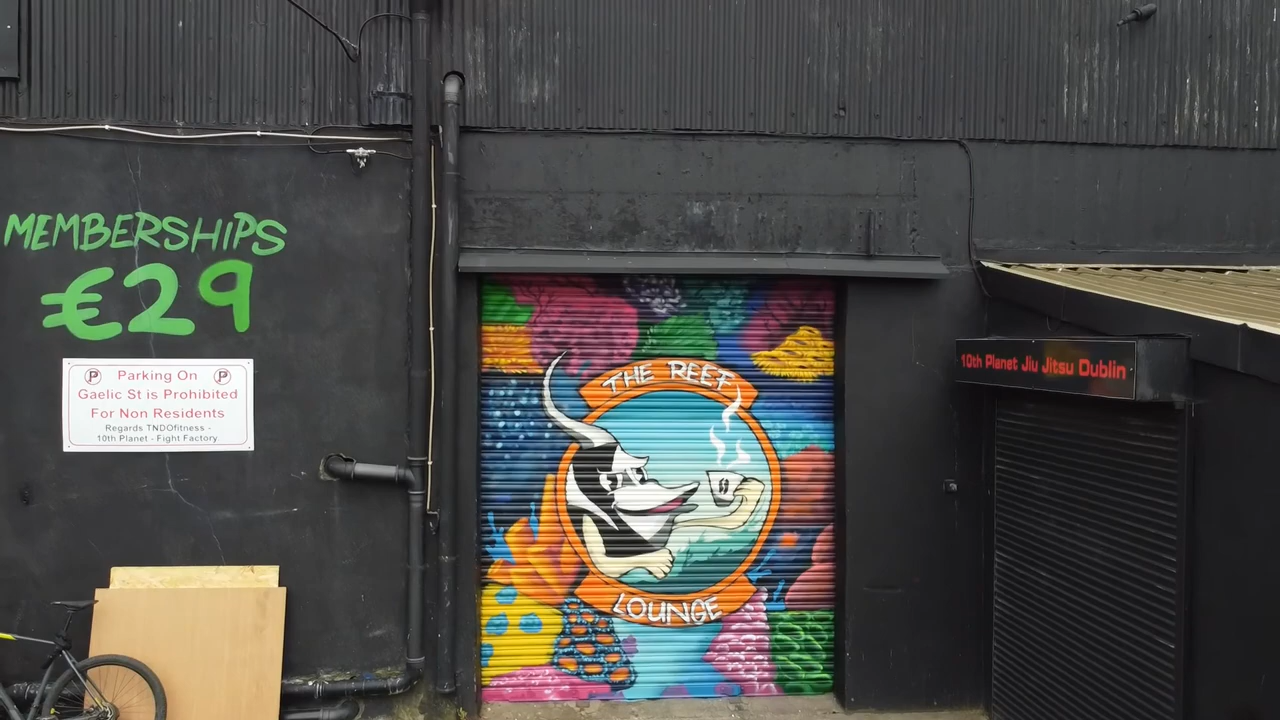 MEMBERSHIPS
€29
P Parking On P
Gaelic St is Prohibited
For Non Residents
Regards TNDOfitness -
10th Planet - Fight Factory
THE REEF
LOUNGE
10th Planet Jiu Jitsu Dublin